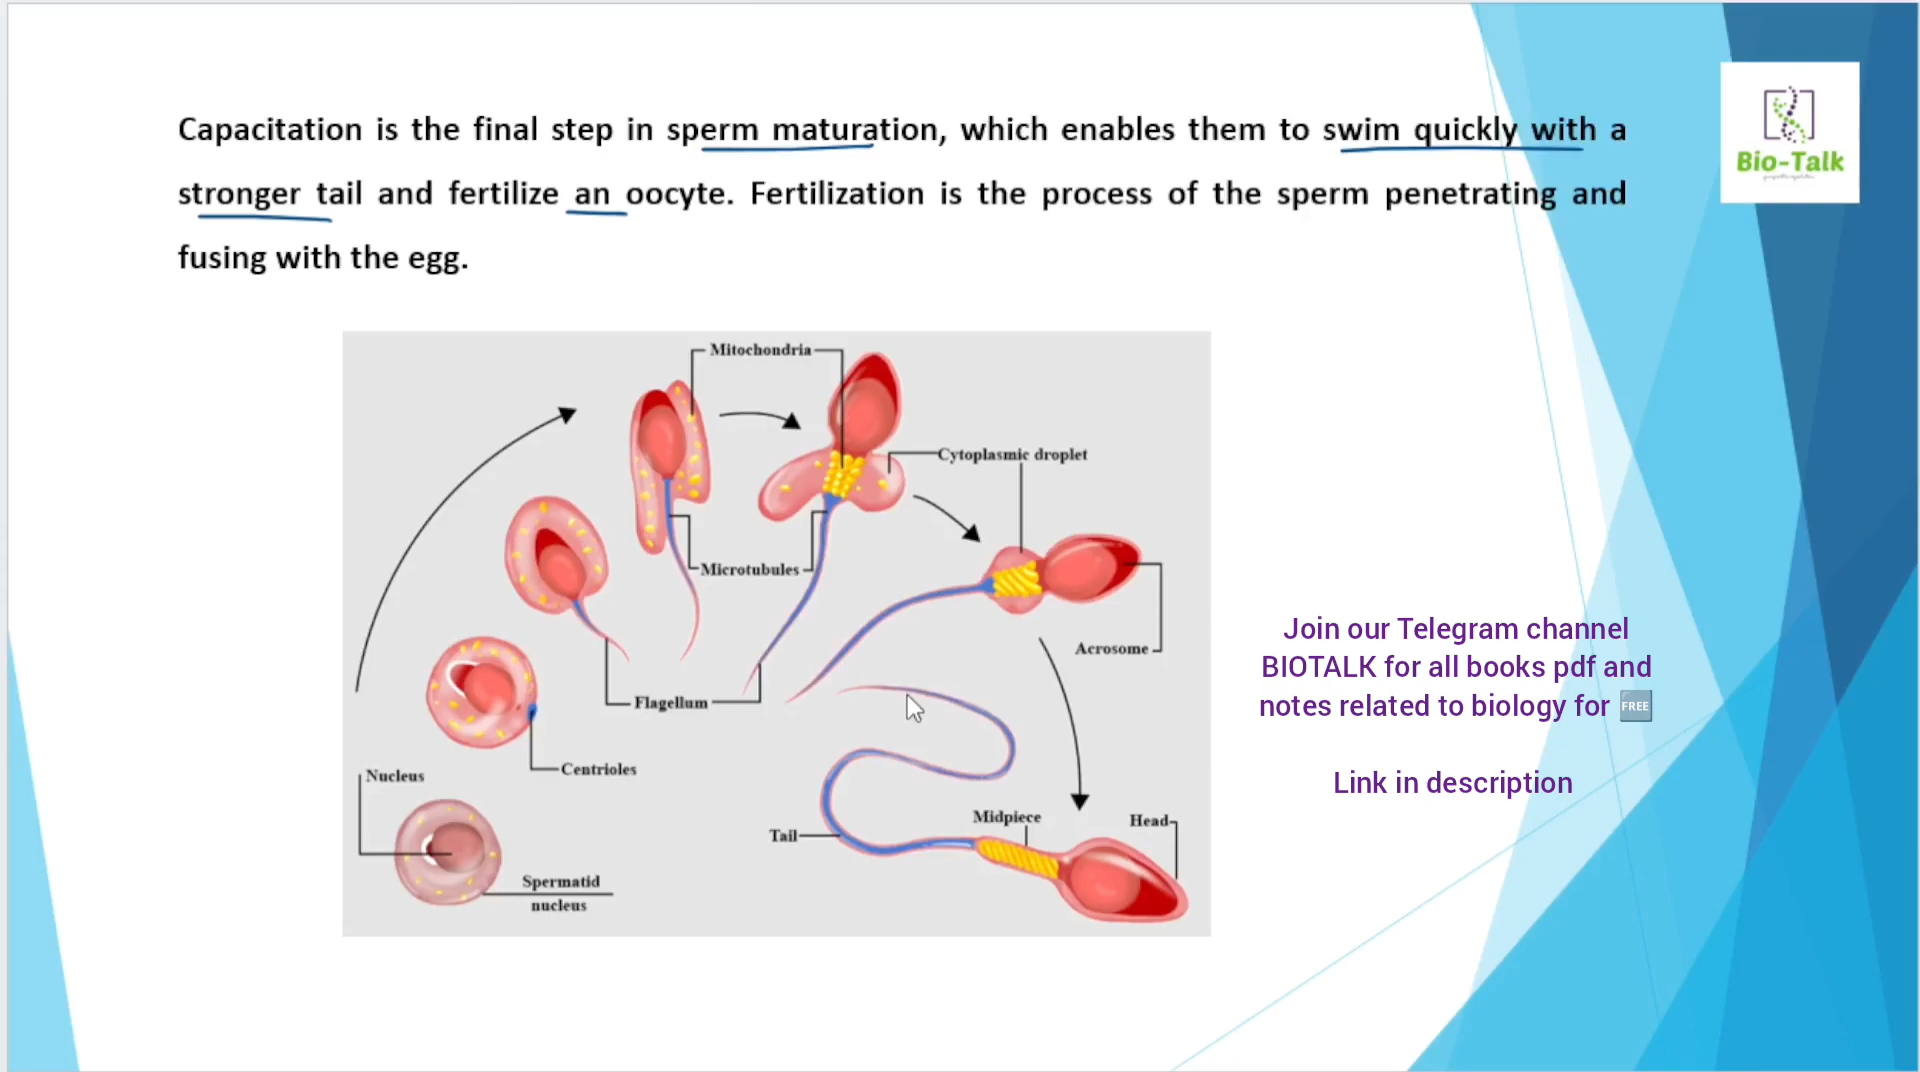 Capacitation is the final step in sperm maturation, which enables them to swim quickly with a
stronger tail and fertilize an oocyte. Fertilization is the process of the sperm penetrating and
fusing with the egg.
Bio-Talk
Mitochondria
Cytoplasmic droplet
Microtubules
Acrosome
Flagellum
Centrioles
Nucleus
Spermatid
nucleus
Tail
Midpiece
Head
Join our Telegram channel
BIOTALK for all books pdf and
notes related to biology for FREE
Link in description